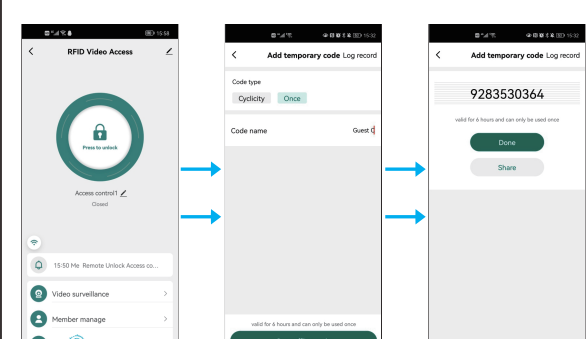 15:58
RFID Video Access
Press to unlock
Access control1
Closed
15-50 Me Remote Unlock Access co...
Video surveillance
Member manage
15:32
Add temporary code Log record
Code type
Cyclicity Once
Code name Guest C
valid for 6 hours and can only be used once
15:32
Add temporary code Log record
9283530364
valid for 6 hours and can only be used once
Done
Share